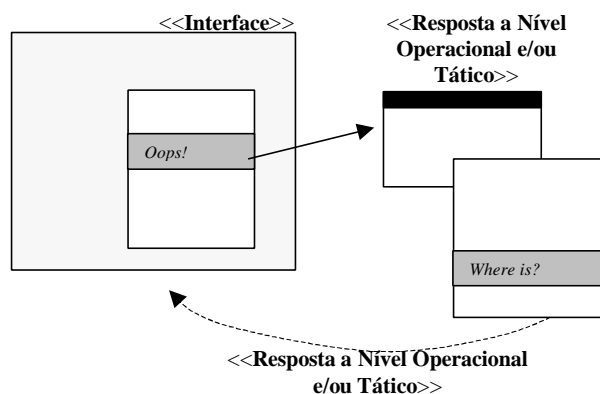 <<Interface>>
<<Resposta a Nível
Operacional e/ou
Tático>>
Oops!
Where is?
<<Resposta a Nível Operacional
e/ou Tático>>